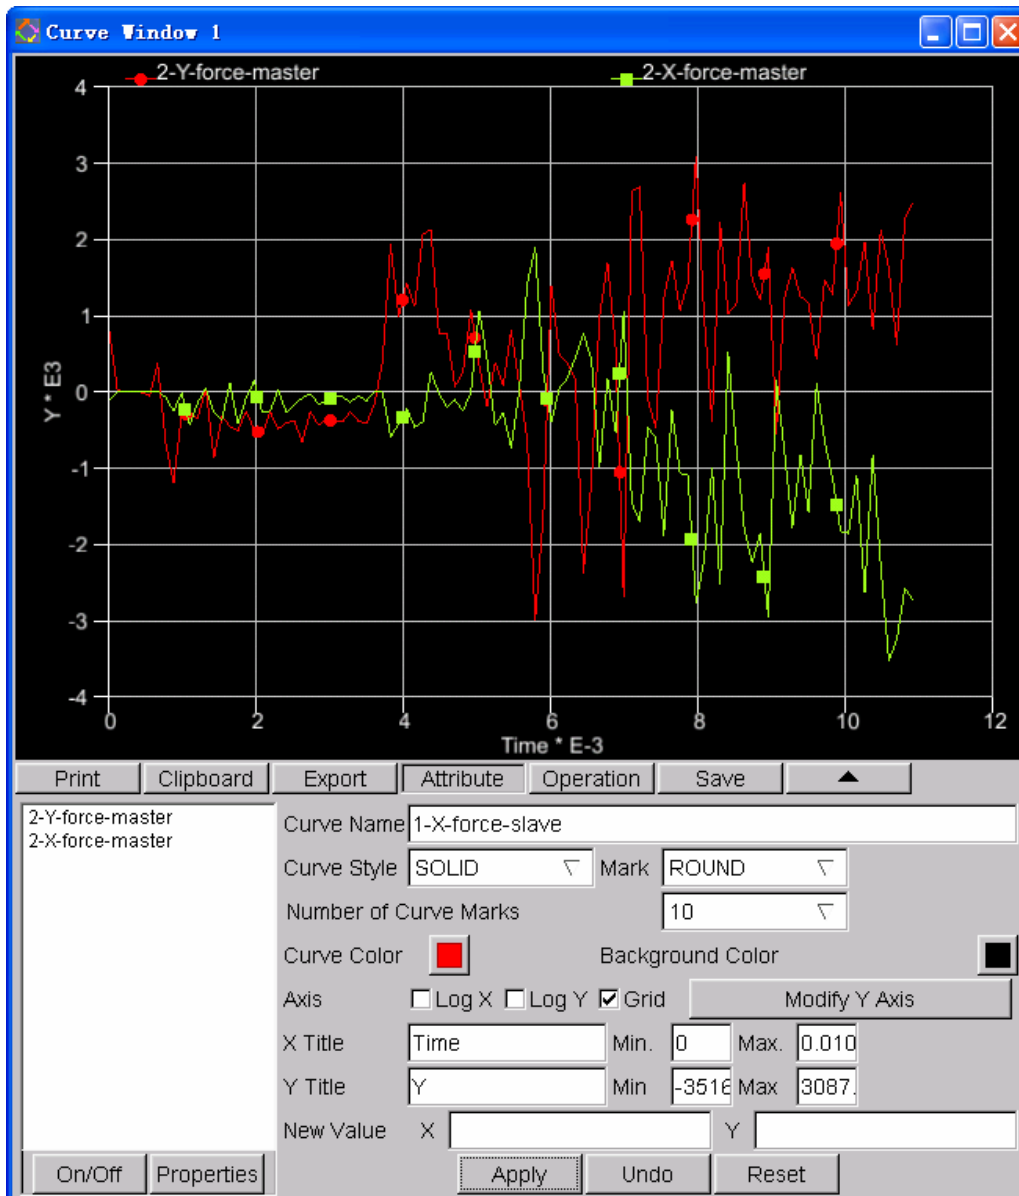 Curve Window 1
2-Y-force-master 2-X-force-master
4
3
2
1
0
-1
-2
-3
-4
Y * E3
0 2 4 6 8 10 12
Time * E-3
Print Clipboard Export Attribute Operation Save
2-Y-force-master
2-X-force-master
Curve Name 1-X-force-slave
Curve Style SOLID Mark ROUND
Number of Curve Marks 10
Curve Color Background Color
Axis Log X Log Y Grid Modify Y Axis
X Title Time Min. 0 Max. 0.010
Y Title Y Min -3516 Max 3087.
New Value X Y
On/Off Properties Apply Undo Reset